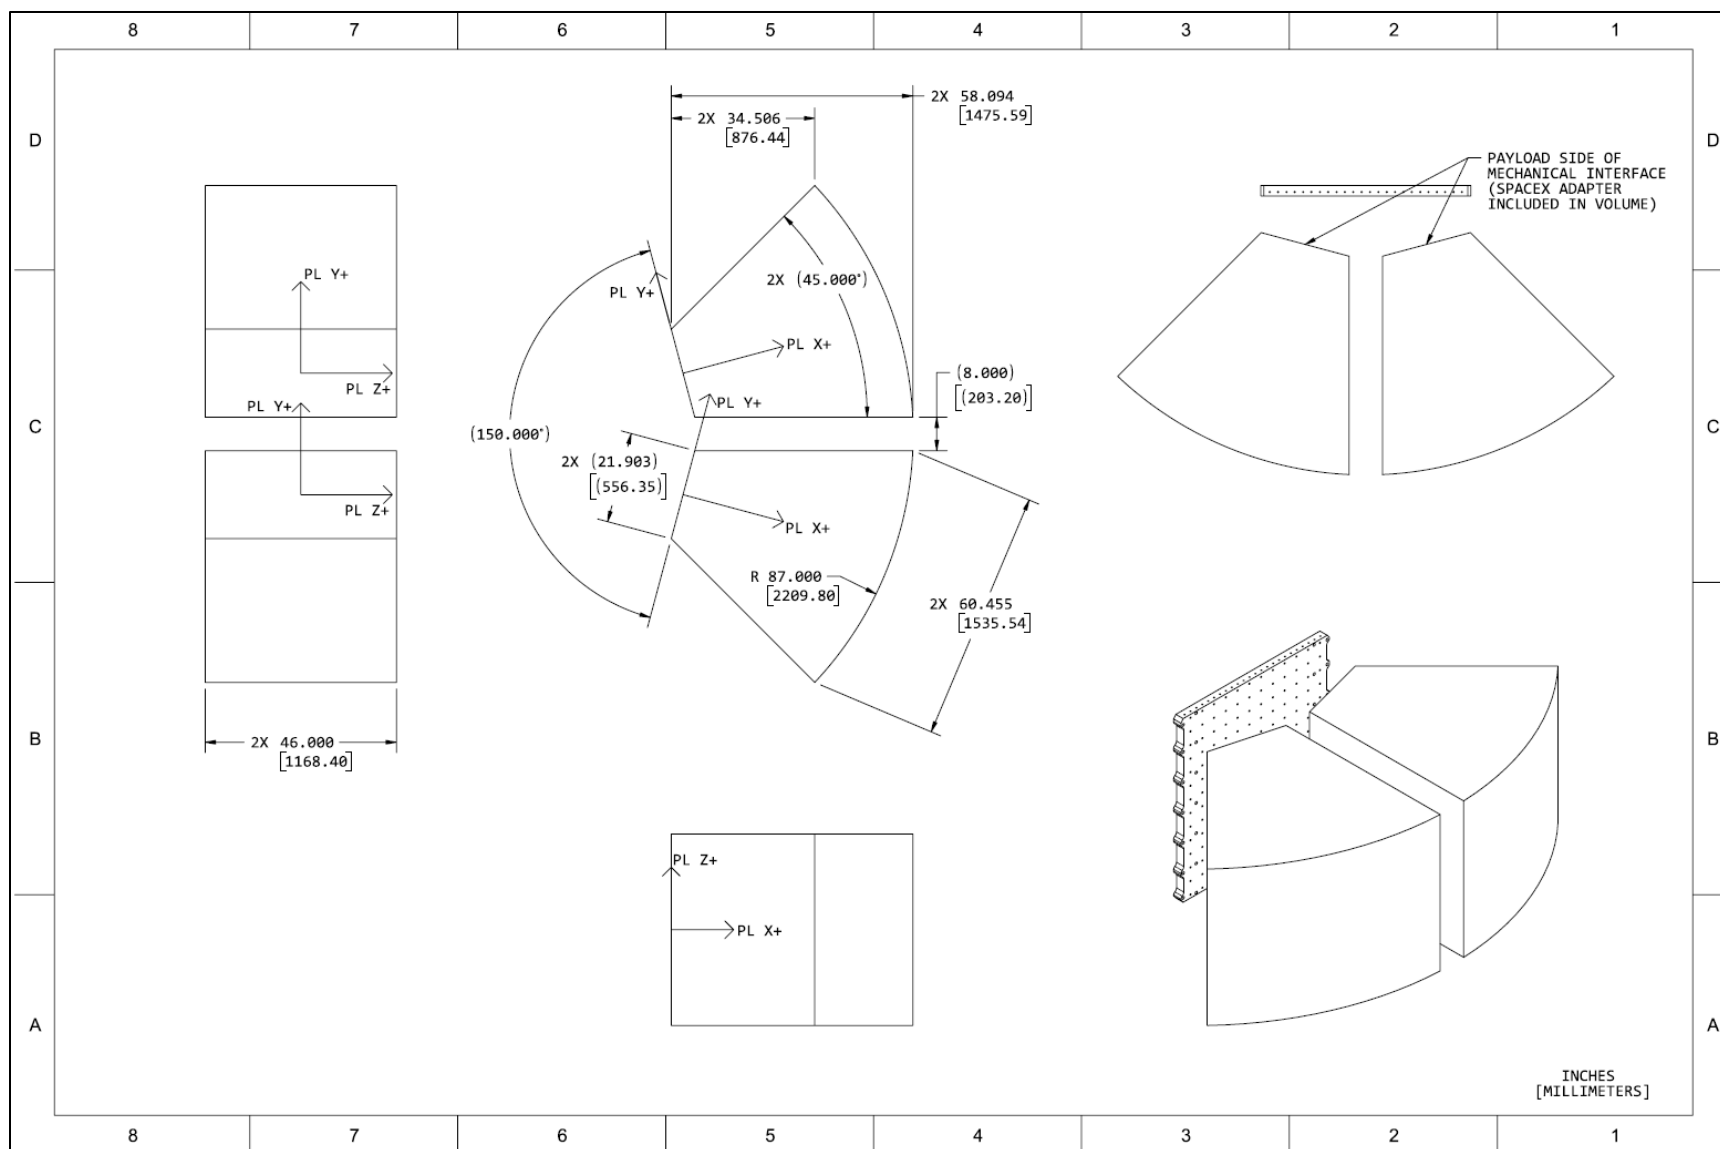 8 7 6 5 4 3 2 1
D D
C C
B B
A A
2X 58.094
[1475.59]
2X 34.506
[876.44]
PAYLOAD SIDE OF
MECHANICAL INTERFACE
(SPACEX ADAPTER
INCLUDED IN VOLUME)
PL Y+
PL Z+
PL Y+
PL Z+
2X 46.000
[1168.40]
PL Y+
2X (45.000°)
PL X+
PL Y+
(8.000)
[(203.20)]
(150.000°)
2X (21.903)
[(556.35)]
PL X+
R 87.000
[2209.80]
2X 60.455
[1535.54]
PL Z+
PL X+
INCHES
[MILLIMETERS]
8 7 6 5 4 3 2 1